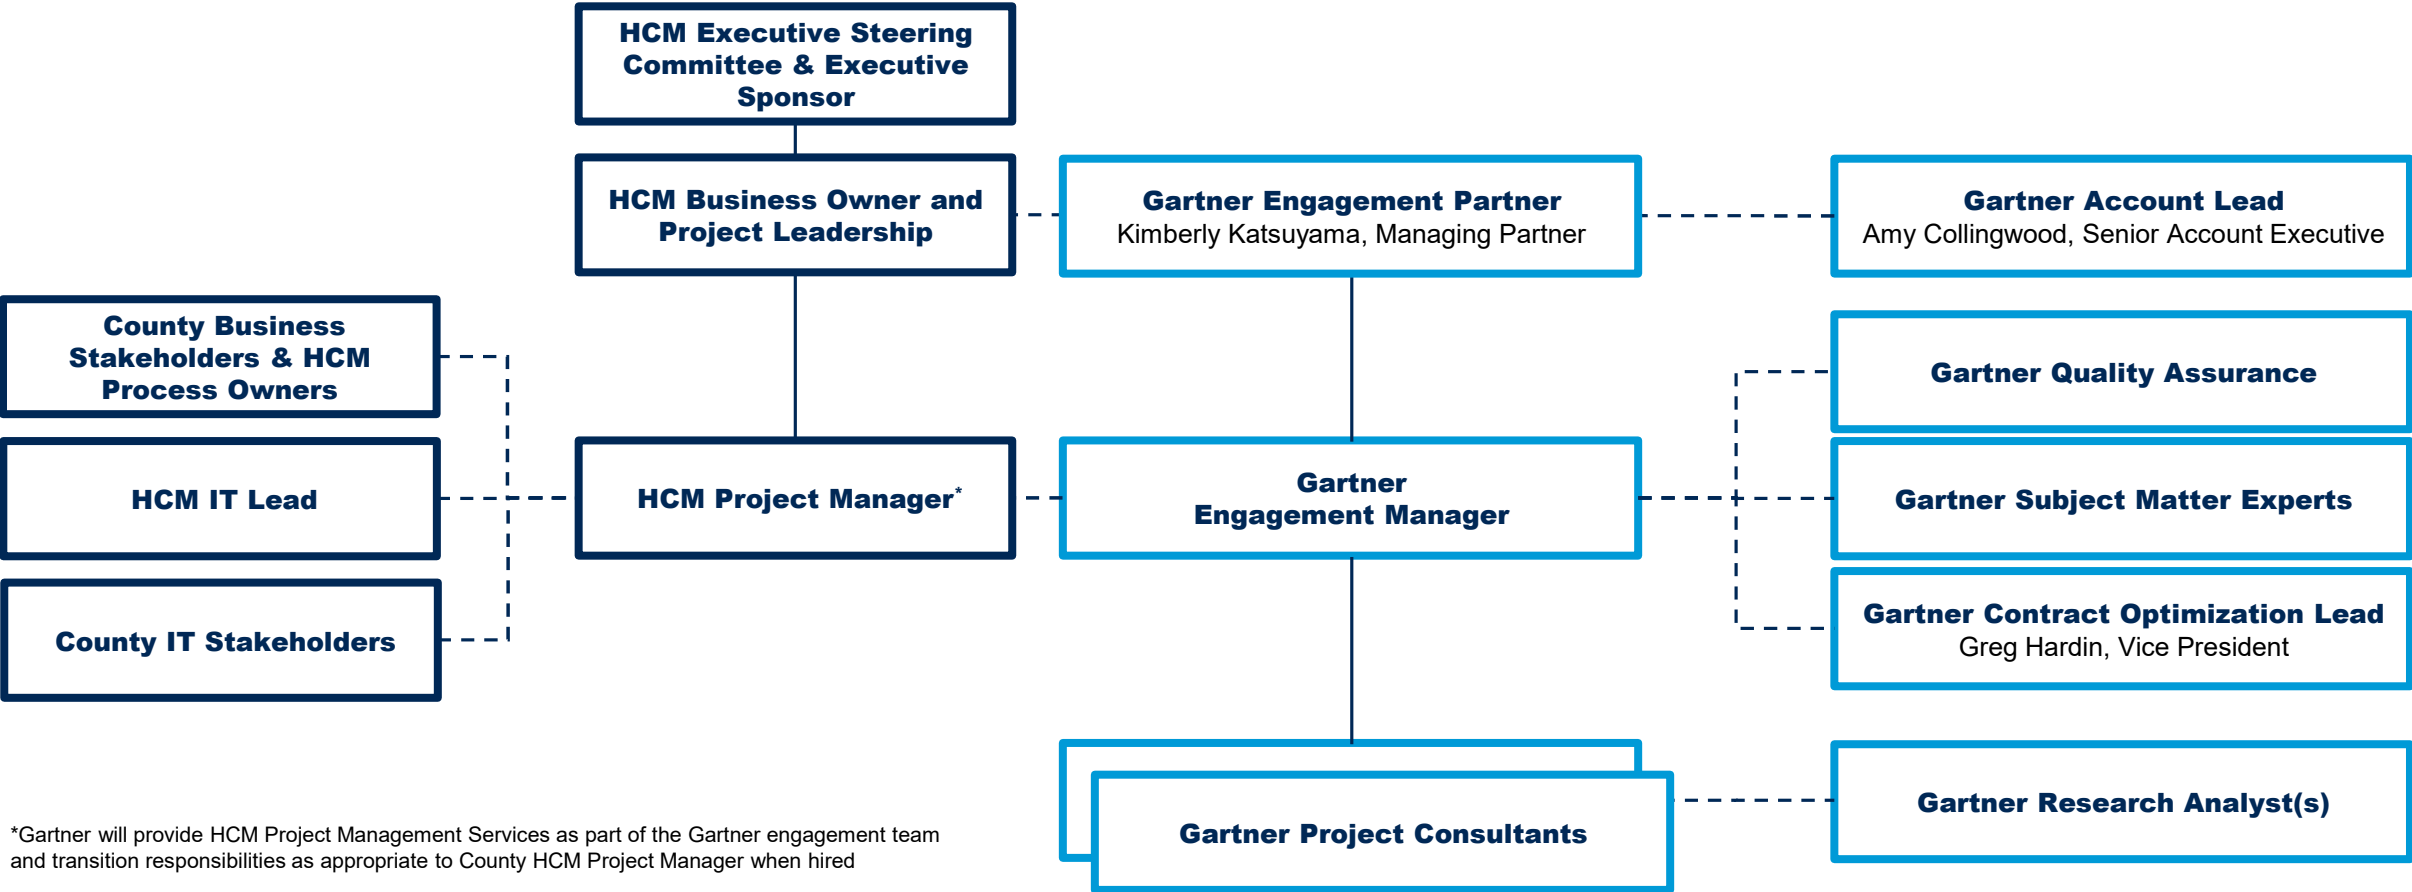 HCM Executive Steering
Committee & Executive
Sponsor
HCM Business Owner and
Project Leadership
Gartner Engagement Partner
Kimberly Katsuyama, Managing Partner
Gartner Account Lead
Amy Collingwood, Senior Account Executive
County Business
Stakeholders & HCM
Process Owners
Gartner Quality Assurance
HCM IT Lead
HCM Project Manager*
Gartner
Engagement Manager
Gartner Subject Matter Experts
County IT Stakeholders
Gartner Contract Optimization Lead
Greg Hardin, Vice President
Gartner Project Consultants
Gartner Research Analyst(s)
*Gartner will provide HCM Project Management Services as part of the Gartner engagement team
and transition responsibilities as appropriate to County HCM Project Manager when hired